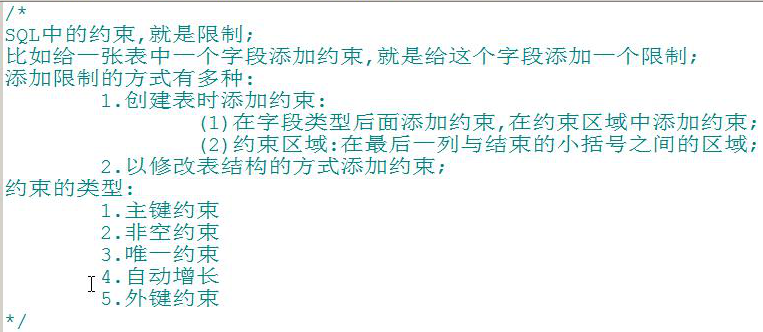 /*
SQL中的约束,就是限制;
比如给一张表中一个字段添加约束,就是给这个字段添加一个限制;
添加限制的方式有多种:
1.创建表时添加约束:
(1)在字段类型后面添加约束,在约束区域中添加约束;
(2)约束区域:在最后一列与结束的小括号之间的区域;
2.以修改表结构的方式添加约束;
约束的类型:
1.主键约束
2.非空约束
3.唯一约束
4.自动增长
5.外键约束
*/